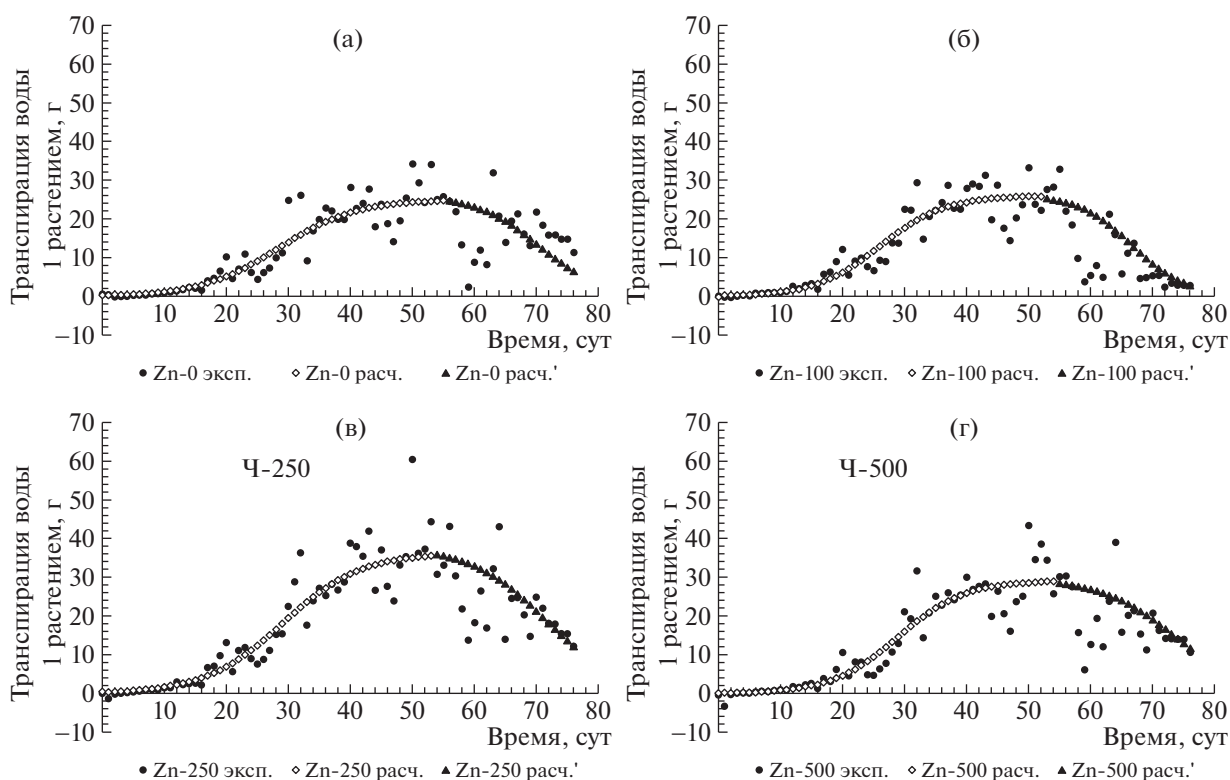 (а)
70
60
50
40
30
20
10
0
−10
10 20 30 40 50 60 70 80
Транспирация воды
1 растением, г
Время, сут
● Zn-0 эксп. ◇ Zn-0 расч. ▲ Zn-0 расч.'
(б)
70
60
50
40
30
20
10
0
−10
10 20 30 40 50 60 70 80
Транспирация воды
1 растением, г
Время, сут
● Zn-100 эксп. ◇ Zn-100 расч. ▲ Zn-100 расч.'
(в)
Ч-250
70
60
50
40
30
20
10
0
−10
10 20 30 40 50 60 70 80
Транспирация воды
1 растением, г
Время, сут
● Zn-250 эксп. ◇ Zn-250 расч. ▲ Zn-250 расч.'
(г)
Ч-500
70
60
50
40
30
20
10
0
−10
10 20 30 40 50 60 70 80
Транспирация воды
1 растением, г
Время, сут
● Zn-500 эксп. ◇ Zn-500 расч. ▲ Zn-500 расч.'